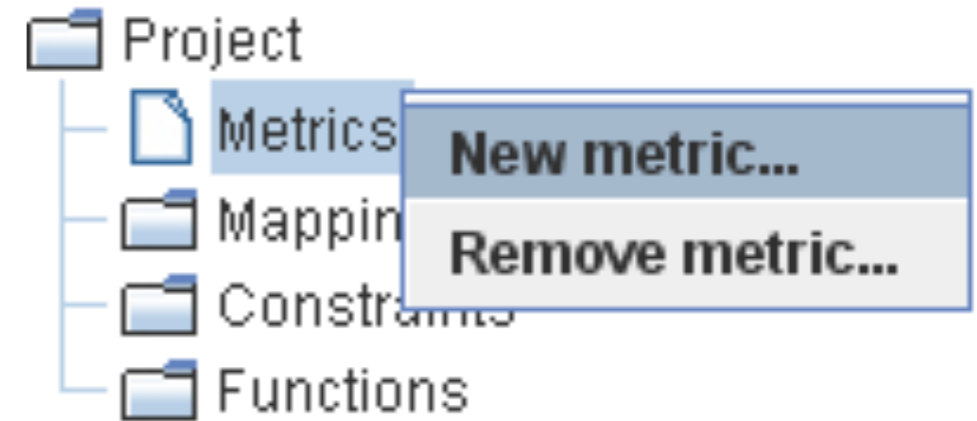 Project
Metrics
New metric...
Mappin
Remove metric...
Constraints
Functions